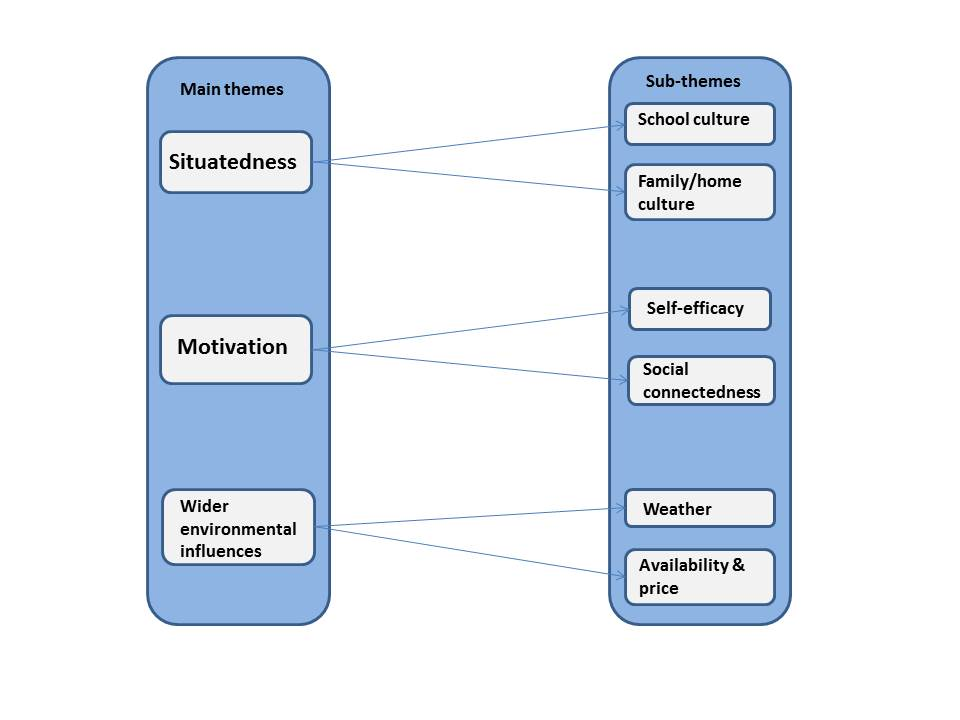 Main themes
Situatedness
Motivation
Wider
environmental
influences
Sub-themes
School culture
Family/home
culture
Self-efficacy
Social
connectedness
Weather
Availability &
price